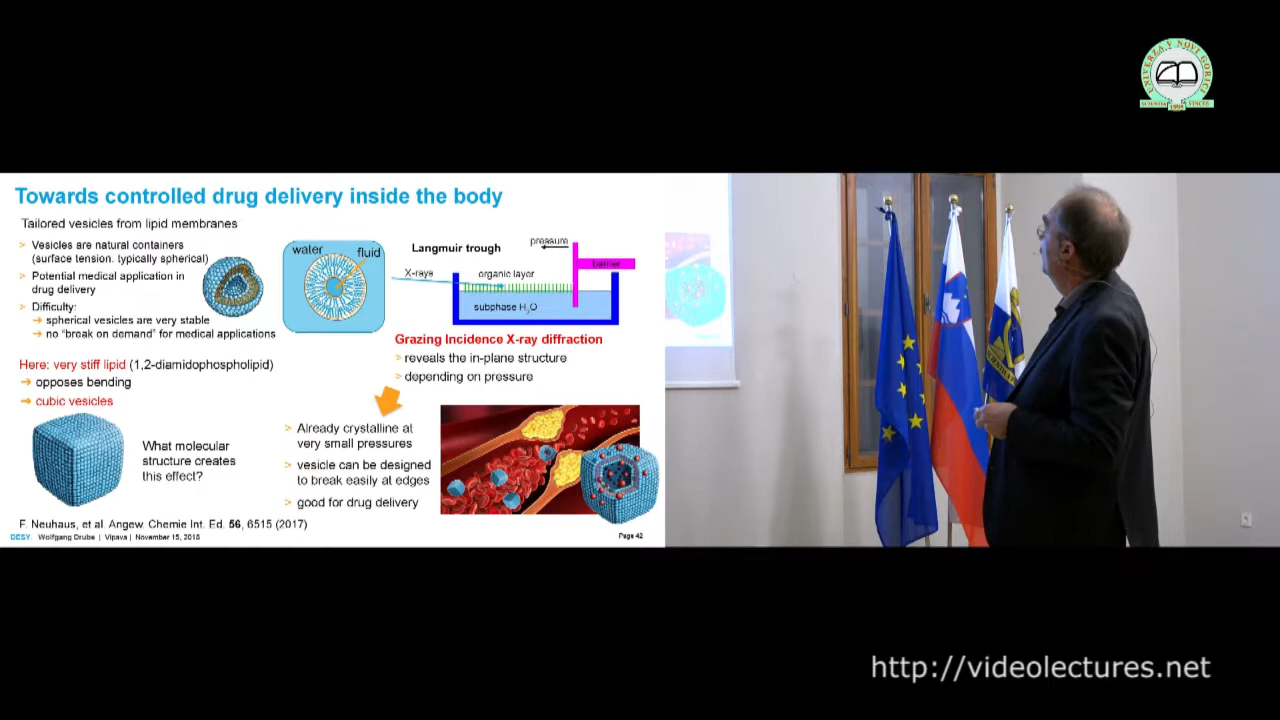 UNIVERZA V NOVI GORICI
SCIENTIA VINCES
Towards controlled drug delivery inside the body
Tailored vesicles from lipid membranes
> Vesicles are natural containers
(surface tension. typically spherical)
> Potential medical application in
drug delivery
> Difficulty:
➔ spherical vesicles are very stable
➔ no “break on demand” for medical applications
water
fluid
Langmuir trough
pressure
barrier
X-rays
organic layer
subphase H2O
Grazing Incidence X-ray diffraction
> reveals the in-plane structure
> depending on pressure
Here: very stiff lipid (1,2-diamidophospholipid)
➔ opposes bending
➔ cubic vesicles
What molecular
structure creates
this effect?
> Already crystalline at
very small pressures
> vesicle can be designed
to break easily at edges
> good for drug delivery
F. Neuhaus, et al. Angew. Chemie Int. Ed. 56, 6515 (2017)
DESY. Wolfgang Drube | Vipava | November 15, 2018
Page 42
http://videolectures.net